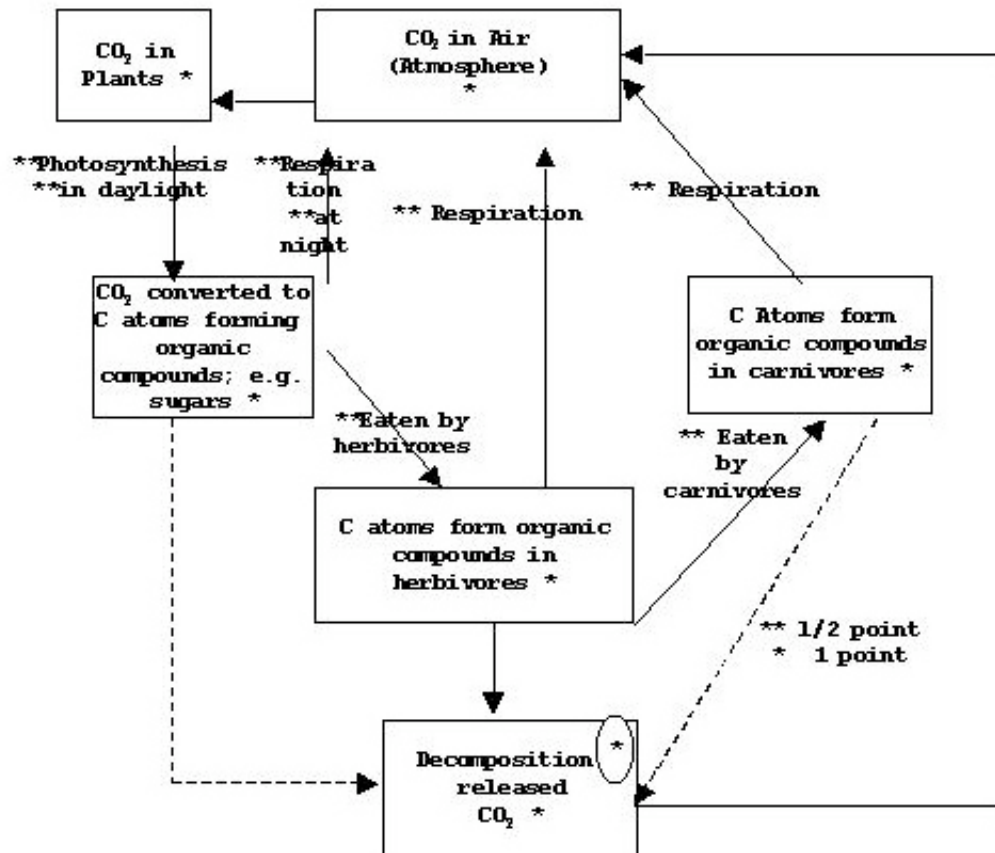 CO₂ in
Plants *
CO₂ in Air
(Atmosphere)
*
**Photosynthesis
**in daylight
**Respira
tion
**at
night
** Respiration
** Respiration
CO₂ converted to
C atoms forming
organic
compounds; e.g.
sugars *
C Atoms form
organic compounds
in carnivores *
**Eaten by
herbivores
** Eaten
by
carnivores
C atoms form organic
compounds in
herbivores *
** 1/2 point
* 1 point
Decomposition *
released
CO₂ *